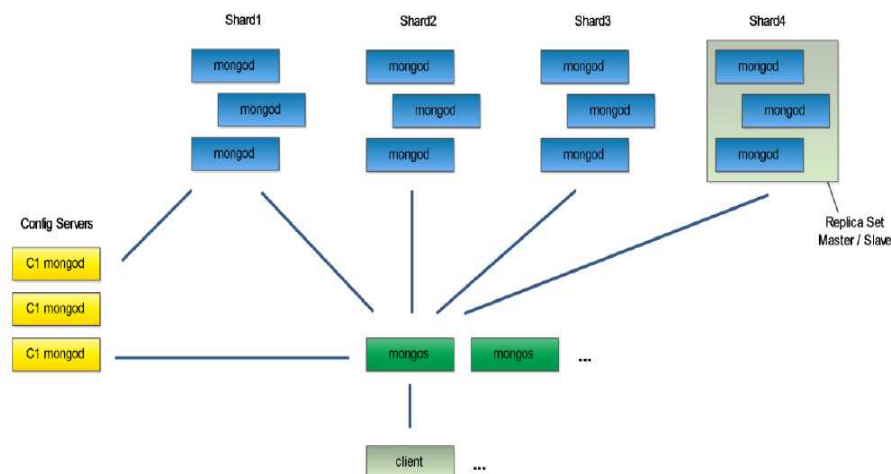 Shard1 Shard2 Shard3 Shard4
mongod mongod mongod mongod
mongod mongod mongod mongod
mongod mongod mongod mongod
Config Servers
Replica Set
Master / Slave
C1 mongod
C1 mongod
C1 mongod
mongos mongos ...
client ...